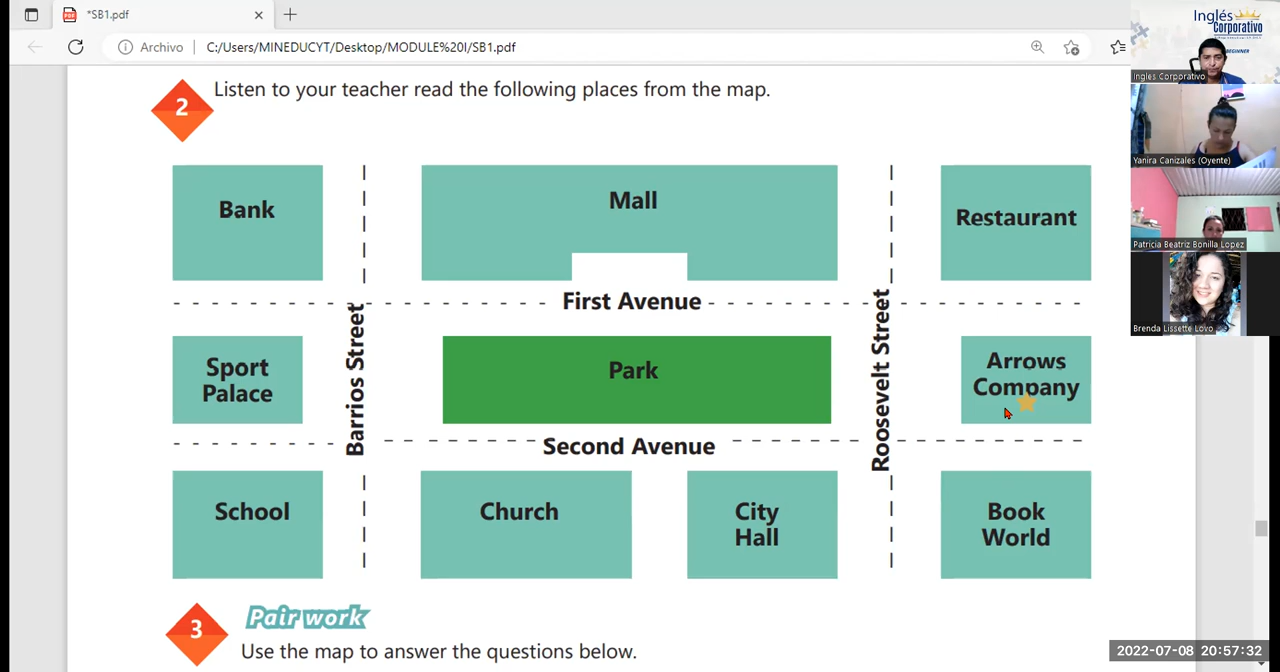 *SB1.pdf
Archivo
C:/Users/MINEDUCYT/Desktop/MODULE%20I/SB1.pdf
2
Listen to your teacher read the following places from the map.
Bank
Mall
Restaurant
First Avenue
Barrios Street
Roosevelt Street
Sport
Palace
Park
Arrows
Company
Second Avenue
School
Church
City
Hall
Book
World
3
Pair work
Use the map to answer the questions below.
Inglés
Corporativo
BEGINNER
Ingles Corporativo
Yanira Canizales (Oyente)
Patricia Beatriz Bonilla Lopez
Brenda Lissette Lovo
2022-07-08 20:57:32